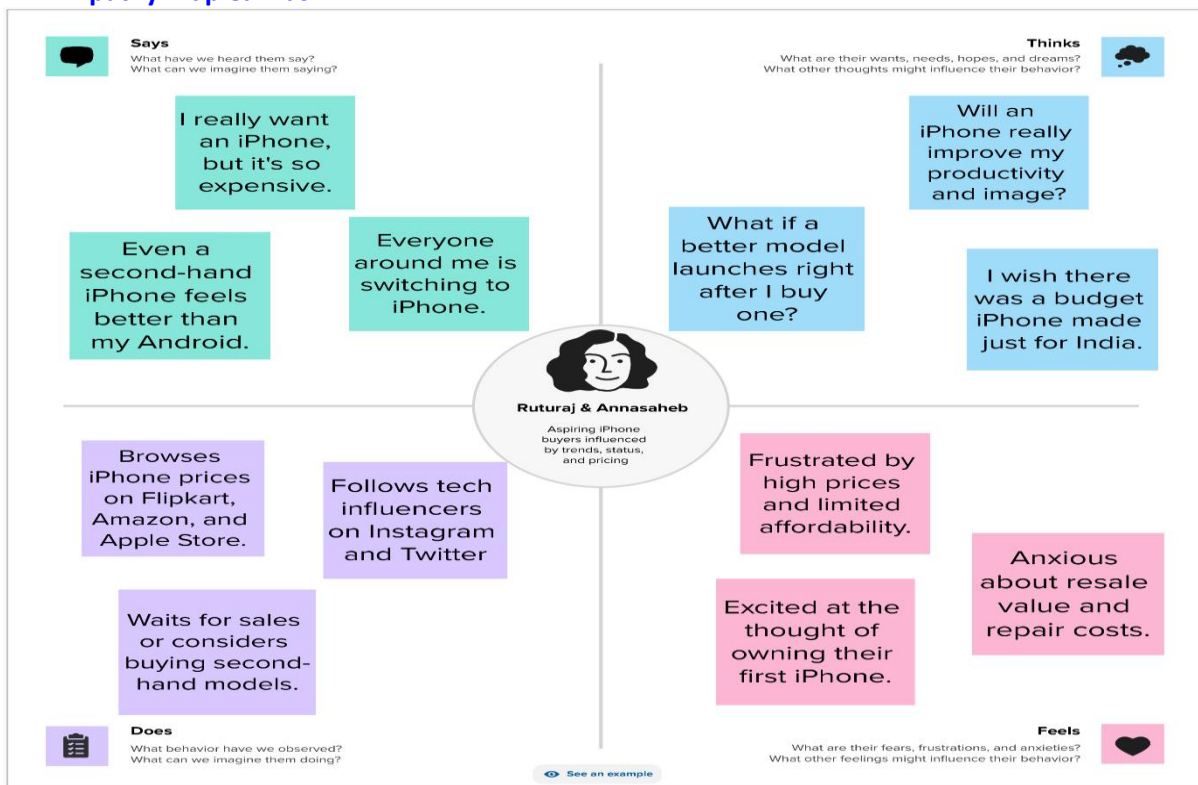 Says
What have we heard them say?
What can we imagine them saying?
I really want
an iPhone,
but it's so
expensive.
Even a
second-hand
iPhone feels
better than
my Android.
Everyone
around me is
switching to
iPhone.
Thinks
What are their wants, needs, hopes, and dreams?
What other thoughts might influence their behavior?
Will an
iPhone really
improve my
productivity
and image?
What if a
better model
launches right
after I buy
one?
I wish there
was a budget
iPhone made
just for India.
Ruturaj & Annasaheb
Aspiring iPhone
buyers influenced
by trends, status,
and pricing
Browses
iPhone prices
on Flipkart,
Amazon, and
Apple Store.
Follows tech
influencers
on Instagram
and Twitter
Waits for sales
or considers
buying second-
hand models.
Does
What behavior have we observed?
What can we imagine them doing?
Frustrated by
high prices
and limited
affordability.
Anxious
about resale
value and
repair costs.
Excited at the
thought of
owning their
first iPhone.
Feels
What are their fears, frustrations, and anxieties?
What other feelings might influence their behavior?
See an example